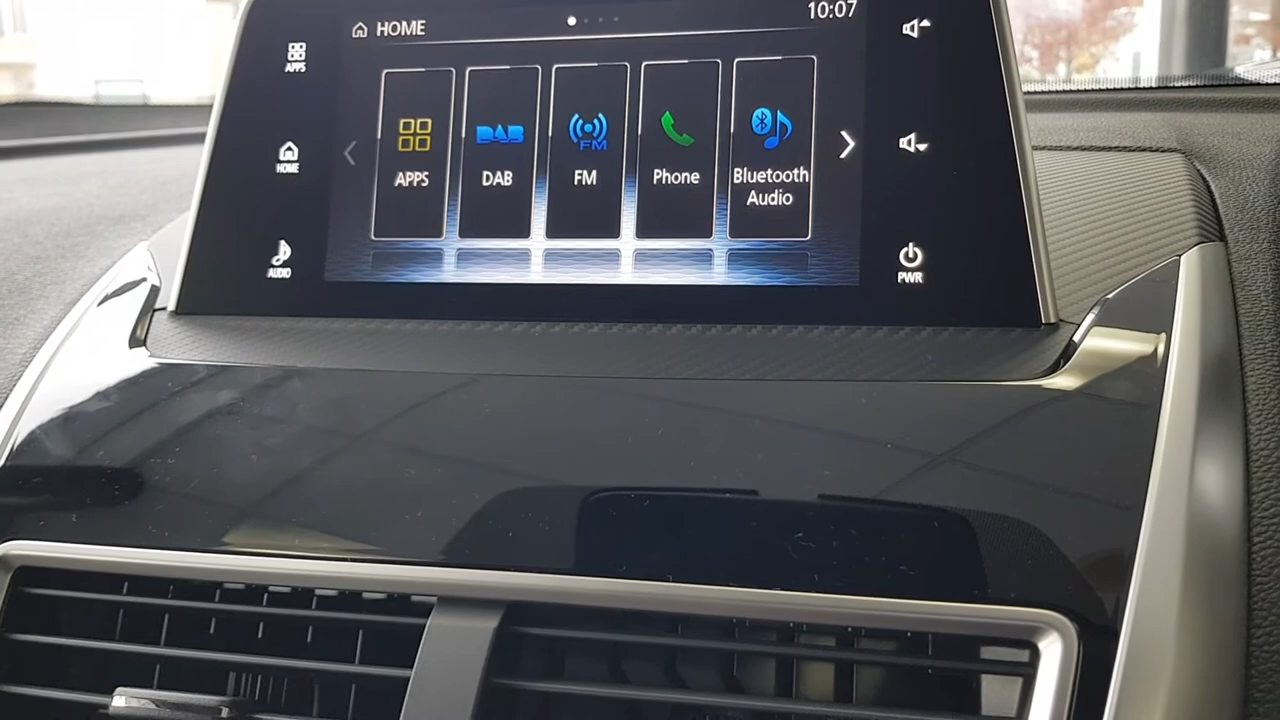 HOME
10:07
APPS
HOME
AUDIO
APPS
DAB
DAB
FM
FM
Phone
Bluetooth
Audio
PWR